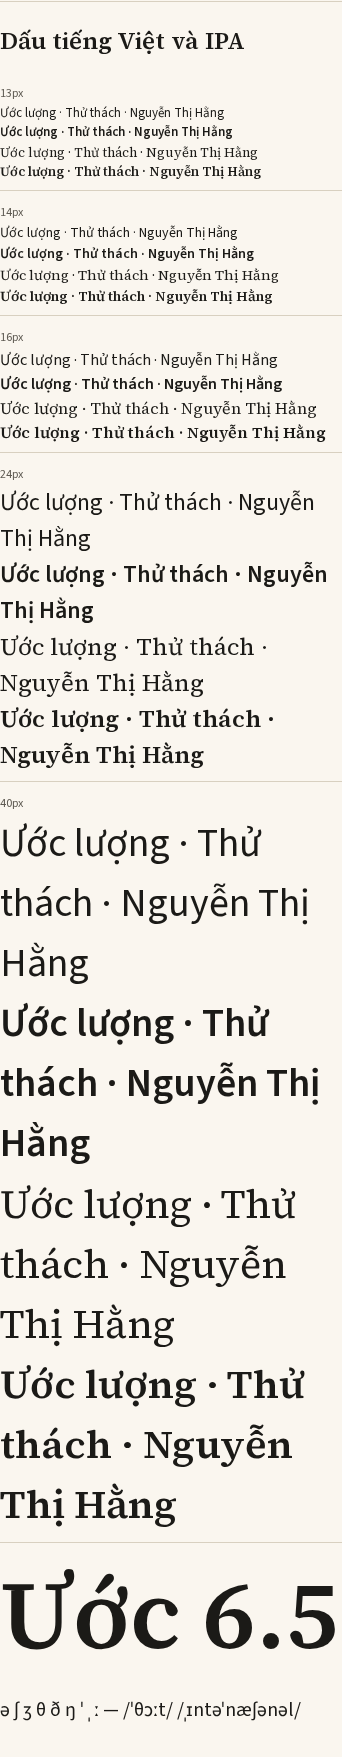 Dấu tiếng Việt và IPA
13px
Ước lượng · Thử thách · Nguyễn Thị Hằng
Ước lượng · Thử thách · Nguyễn Thị Hằng
Ước lượng · Thử thách · Nguyễn Thị Hằng
Ước lượng · Thử thách · Nguyễn Thị Hằng
14px
Ước lượng · Thử thách · Nguyễn Thị Hằng
Ước lượng · Thử thách · Nguyễn Thị Hằng
Ước lượng · Thử thách · Nguyễn Thị Hằng
Ước lượng · Thử thách · Nguyễn Thị Hằng
16px
Ước lượng · Thử thách · Nguyễn Thị Hằng
Ước lượng · Thử thách · Nguyễn Thị Hằng
Ước lượng · Thử thách · Nguyễn Thị Hằng
Ước lượng · Thử thách · Nguyễn Thị Hằng
24px
Ước lượng · Thử thách · Nguyễn
Thị Hằng
Ước lượng · Thử thách · Nguyễn
Thị Hằng
Ước lượng · Thử thách ·
Nguyễn Thị Hằng
Ước lượng · Thử thách ·
Nguyễn Thị Hằng
40px
Ước lượng · Thử
thách · Nguyễn Thị
Hằng
Ước lượng · Thử
thách · Nguyễn Thị
Hằng
Ước lượng · Thử
thách · Nguyễn
Thị Hằng
Ước lượng · Thử
thách · Nguyễn
Thị Hằng
Ước 6.5
ə ʃ ʒ θ ð ŋ ˈ ˌ ː — /ˈθɔːt/ /ˌɪntəˈnæʃənəl/